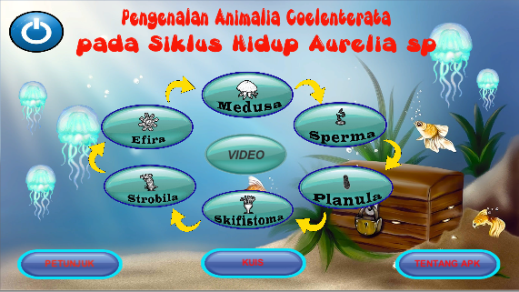 Pengenalan Animalia Coelenterata
pada Siklus Hidup Aurelia sp
Medusa
Sperma
Planula
Skifistoma
Strobila
Efira
VIDEO
PETUNJUK
KUIS
TENTANG APK